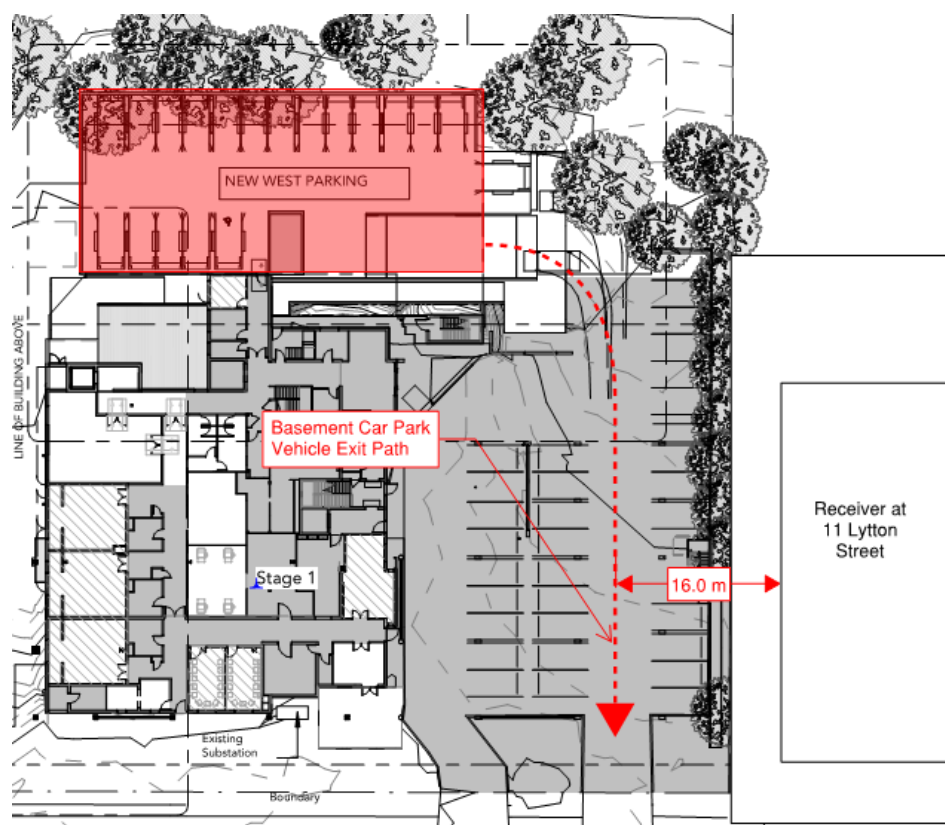 NEW WEST PARKING
LINE OF BUILDING ABOVE
Basement Car Park
Vehicle Exit Path
Receiver at
11 Lytton
Street
Stage 1
16.0 m
Existing
Substation
Boundary